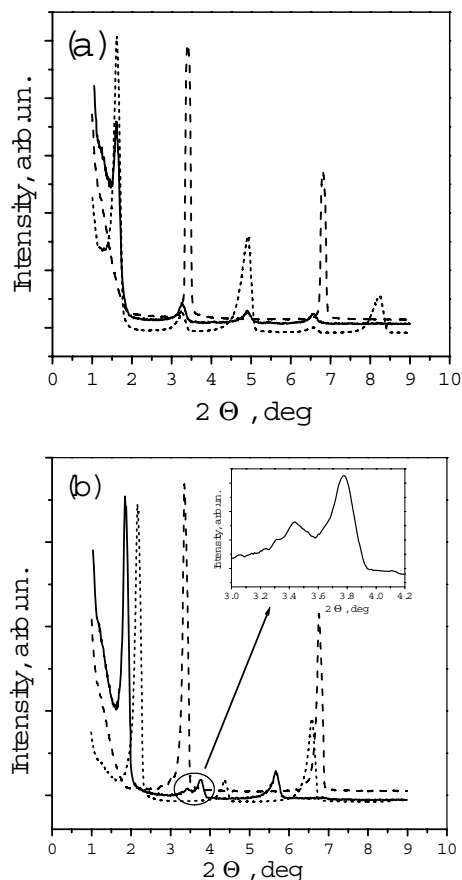 (a)
Intensity, arb.un.
0 1 2 3 4 5 6 7 8 9 10
2 Θ , deg
(b)
Intensity, arb.un.
Intensity, arb.un.
3.0 3.2 3.4 3.6 3.8 4.0 4.2
2 Θ , deg
0 1 2 3 4 5 6 7 8 9 10
2 Θ , deg